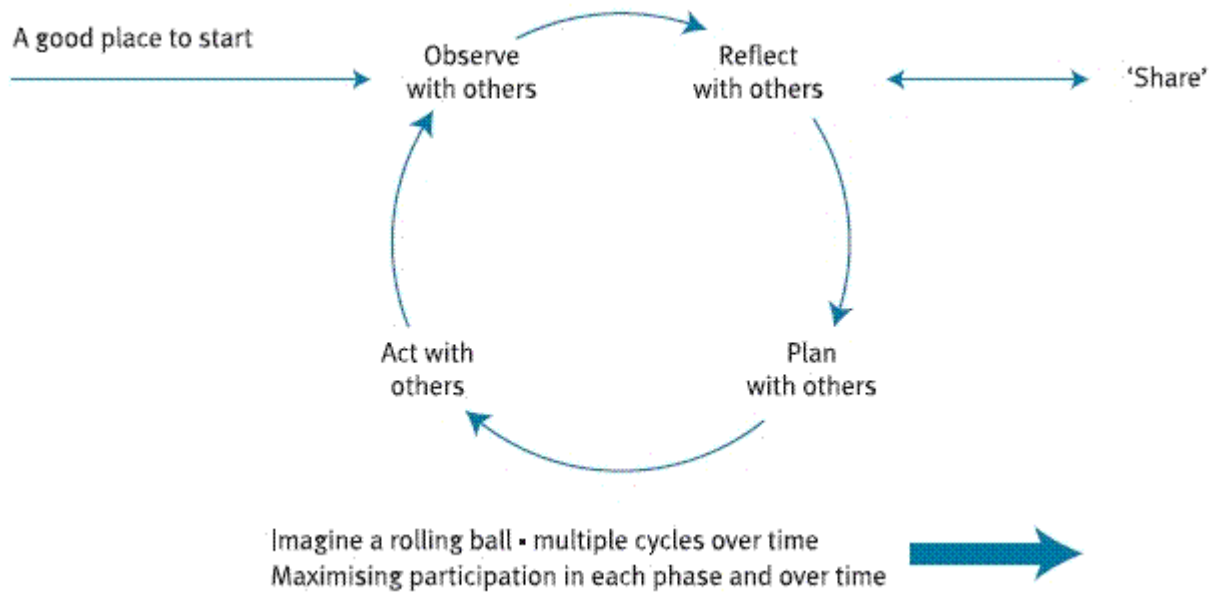 A good place to start
Observe
with others
Reflect
with others
‘Share’
Act with
others
Plan
with others
Imagine a rolling ball ▪ multiple cycles over time
Maximising participation in each phase and over time